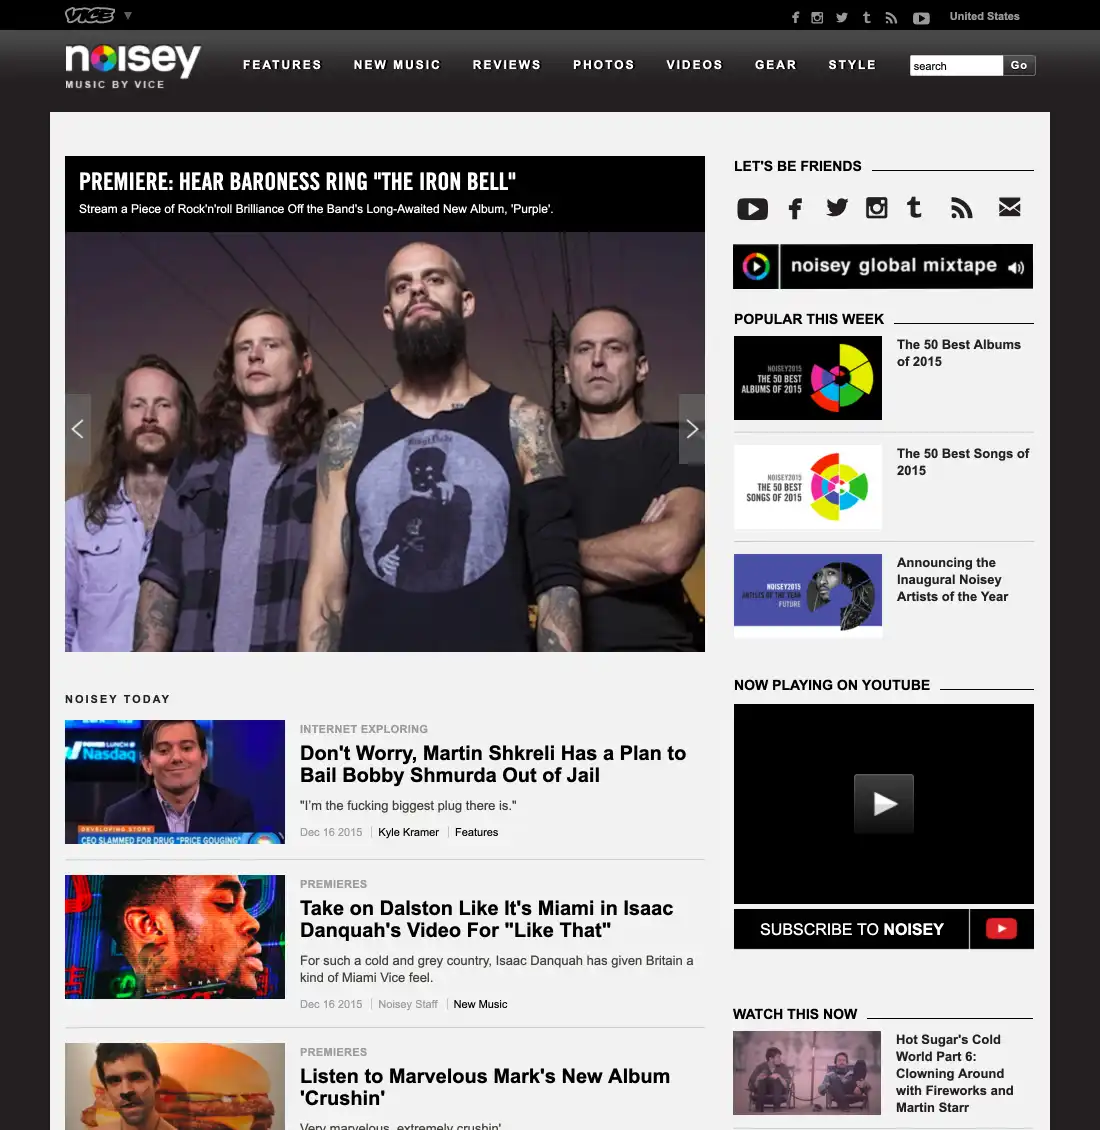 VICE
United States
noisey
MUSIC BY VICE
FEATURES NEW MUSIC REVIEWS PHOTOS VIDEOS GEAR STYLE
search Go
PREMIERE: HEAR BARONESS RING "THE IRON BELL"
Stream a Piece of Rock'n'roll Brilliance Off the Band's Long-Awaited New Album, 'Purple'.
NOISEY TODAY
POWER LUNCH
Nasdaq
DEVELOPING STORY
CEO SLAMMED FOR DRUG "PRICE GOUGING"
INTERNET EXPLORING
Don't Worry, Martin Shkreli Has a Plan to
Bail Bobby Shmurda Out of Jail
"I'm the fucking biggest plug there is."
Dec 16 2015 Kyle Kramer Features
LIKE THAT
PREMIERES
Take on Dalston Like It's Miami in Isaac
Danquah's Video For "Like That"
For such a cold and grey country, Isaac Danquah has given Britain a
kind of Miami Vice feel.
Dec 16 2015 Noisey Staff New Music
PREMIERES
Listen to Marvelous Mark's New Album
'Crushin'
Very marvelous, extremely crushin'
LET'S BE FRIENDS
noisey global mixtape
POPULAR THIS WEEK
NOISEY2015
THE 50 BEST
ALBUMS OF 2015
The 50 Best Albums
of 2015
NOISEY2015
THE 50 BEST
SONGS OF 2015
The 50 Best Songs of
2015
NOISEY2015
ARTISTS OF THE YEAR
FUTURE
Announcing the
Inaugural Noisey
Artists of the Year
NOW PLAYING ON YOUTUBE
SUBSCRIBE TO NOISEY
WATCH THIS NOW
Hot Sugar's Cold
World Part 6:
Clowning Around
with Fireworks and
Martin Starr